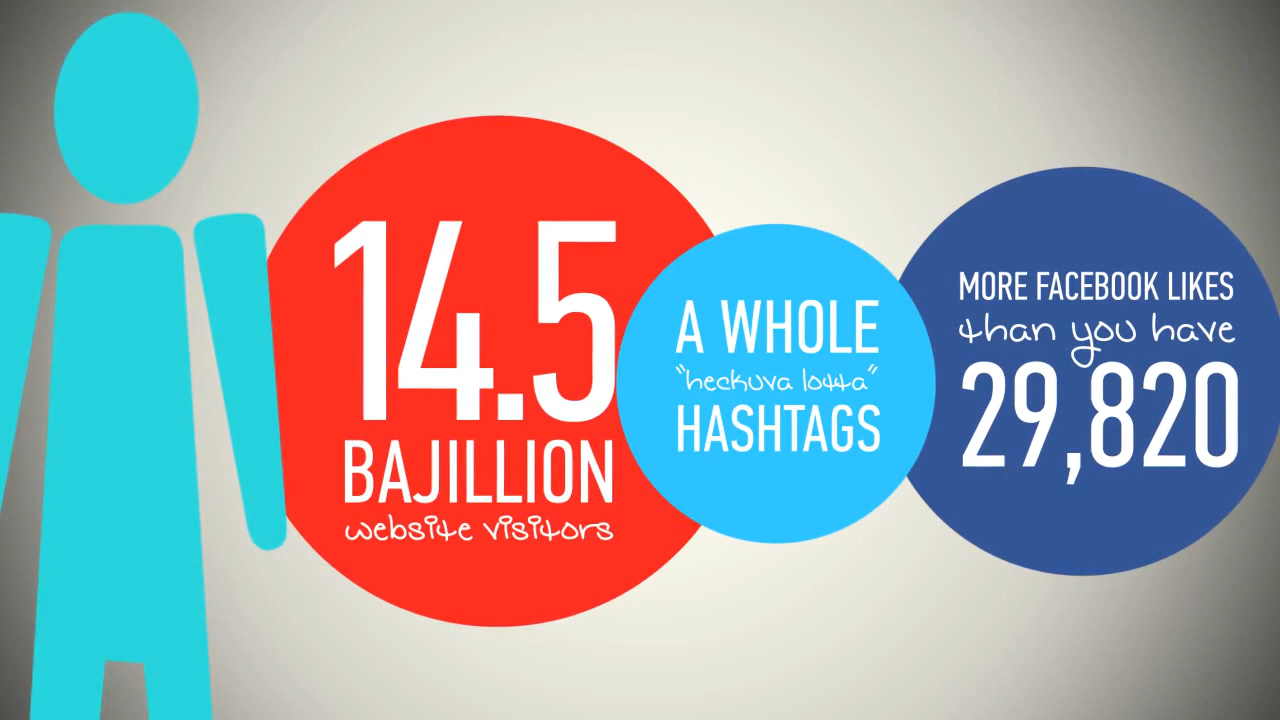 14.5
BAJILLION
website visitors
A WHOLE
"heckuva lotta"
HASHTAGS
MORE FACEBOOK LIKES
than you have
29,820